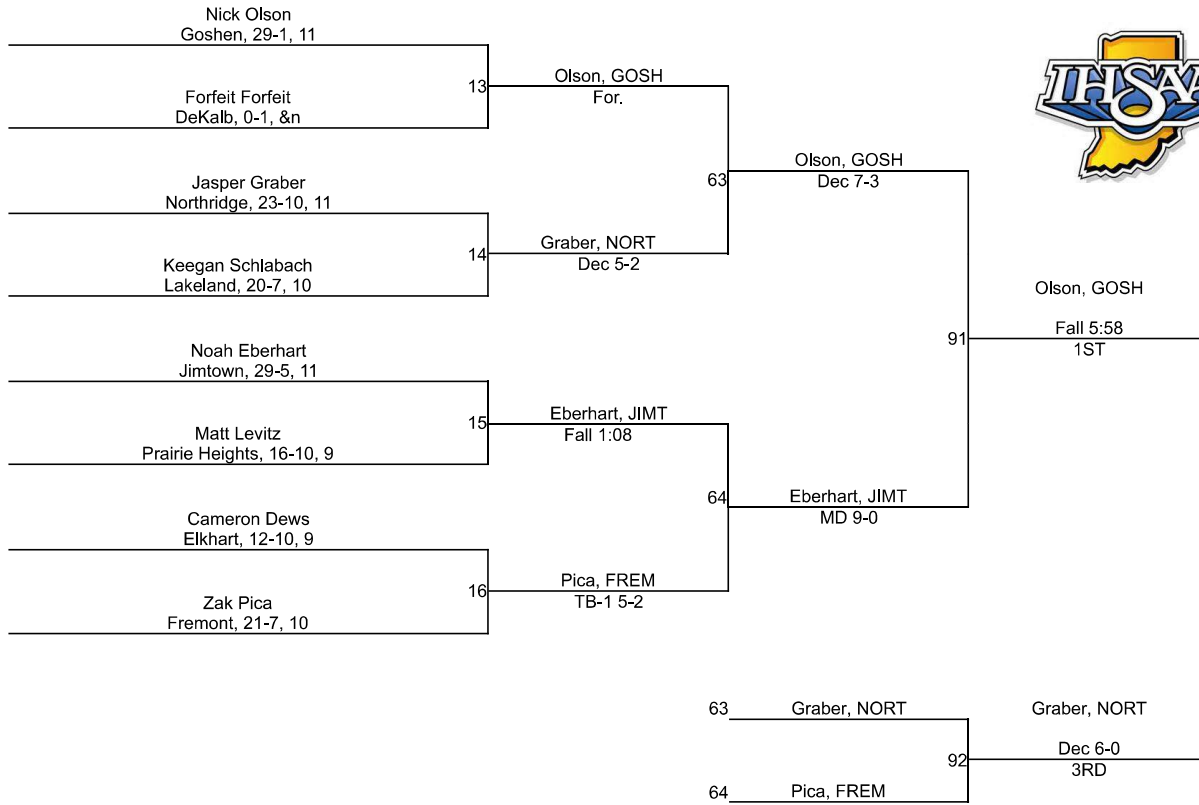 Nick Olson
Goshen, 29-1, 11
13
Forfeit Forfeit
DeKalb, 0-1, &n
Olson, GOSH
For.
Jasper Graber
Northridge, 23-10, 11
14
Keegan Schlabach
Lakeland, 20-7, 10
Graber, NORT
Dec 5-2
63
Olson, GOSH
Dec 7-3
Noah Eberhart
Jimtown, 29-5, 11
15
Matt Levitz
Prairie Heights, 16-10, 9
Eberhart, JIMT
Fall 1:08
Cameron Dews
Elkhart, 12-10, 9
16
Zak Pica
Fremont, 21-7, 10
Pica, FREM
TB-1 5-2
64
Eberhart, JIMT
MD 9-0
91
Olson, GOSH
Fall 5:58
1ST
IHSAA
63
Graber, NORT
64
Pica, FREM
92
Graber, NORT
Dec 6-0
3RD